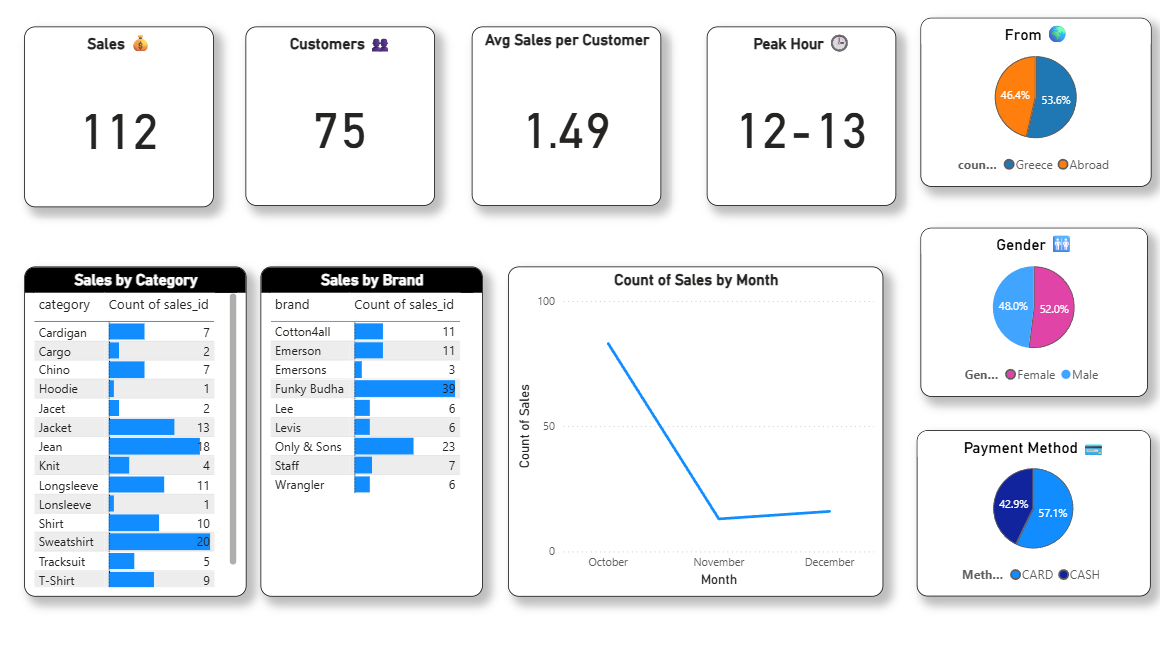 Sales 💰
112
Customers 👥
75
Avg Sales per Customer
1.49
Peak Hour 🕒
12-13
From 🌍
46.4%
53.6%
coun... Greece Abroad
Gender 🚻
48.0%
52.0%
Gen... Female Male
Sales by Category
category Count of sales_id
Cardigan 7
Cargo 2
Chino 7
Hoodie 1
Jacet 2
Jacket 13
Jean 18
Knit 4
Longsleeve 11
Lonsleeve 1
Shirt 10
Sweatshirt 20
Tracksuit 5
T-Shirt 9
Sales by Brand
brand Count of sales_id
Cotton4all 11
Emerson 11
Emersons 3
Funky Budha 39
Lee 6
Levis 6
Only & Sons 23
Staff 7
Wrangler 6
Count of Sales by Month
Count of Sales
100
50
0
October November December
Month
Payment Method 💳
42.9%
57.1%
Meth... CARD CASH